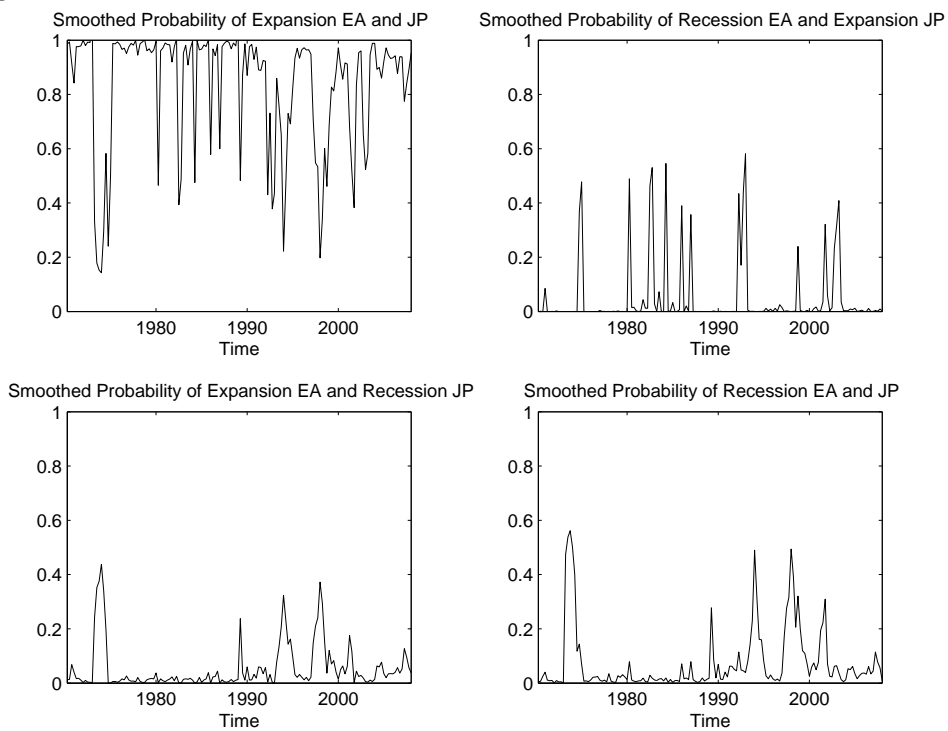 Smoothed Probability of Expansion EA and JP
1
0.8
0.6
0.4
0.2
0
1980 1990 2000
Time
Smoothed Probability of Recession EA and Expansion JP
1
0.8
0.6
0.4
0.2
0
1980 1990 2000
Time
Smoothed Probability of Expansion EA and Recession JP
1
0.8
0.6
0.4
0.2
0
1980 1990 2000
Time
Smoothed Probability of Recession EA and JP
1
0.8
0.6
0.4
0.2
0
1980 1990 2000
Time